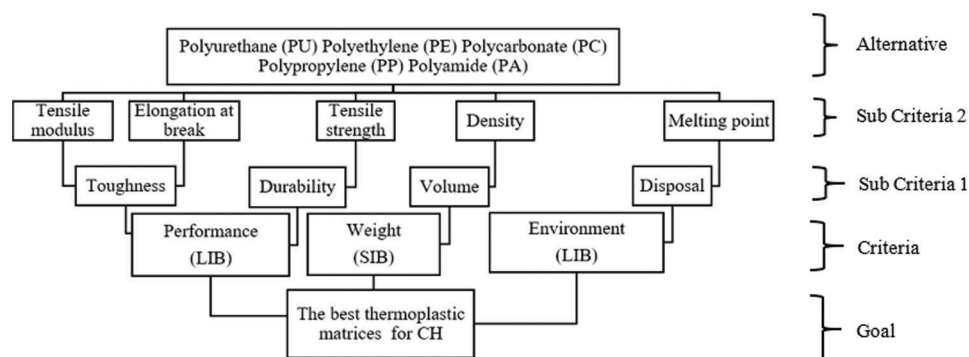 Polyurethane (PU) Polyethylene (PE) Polycarbonate (PC)
Polypropylene (PP) Polyamide (PA)
Alternative
Tensile
modulus
Elongation at
break
Tensile
strength
Density
Melting point
Sub Criteria 2
Toughness
Durability
Volume
Disposal
Sub Criteria 1
Performance
(LIB)
Weight
(SIB)
Environment
(LIB)
Criteria
The best thermoplastic
matrices for CH
Goal